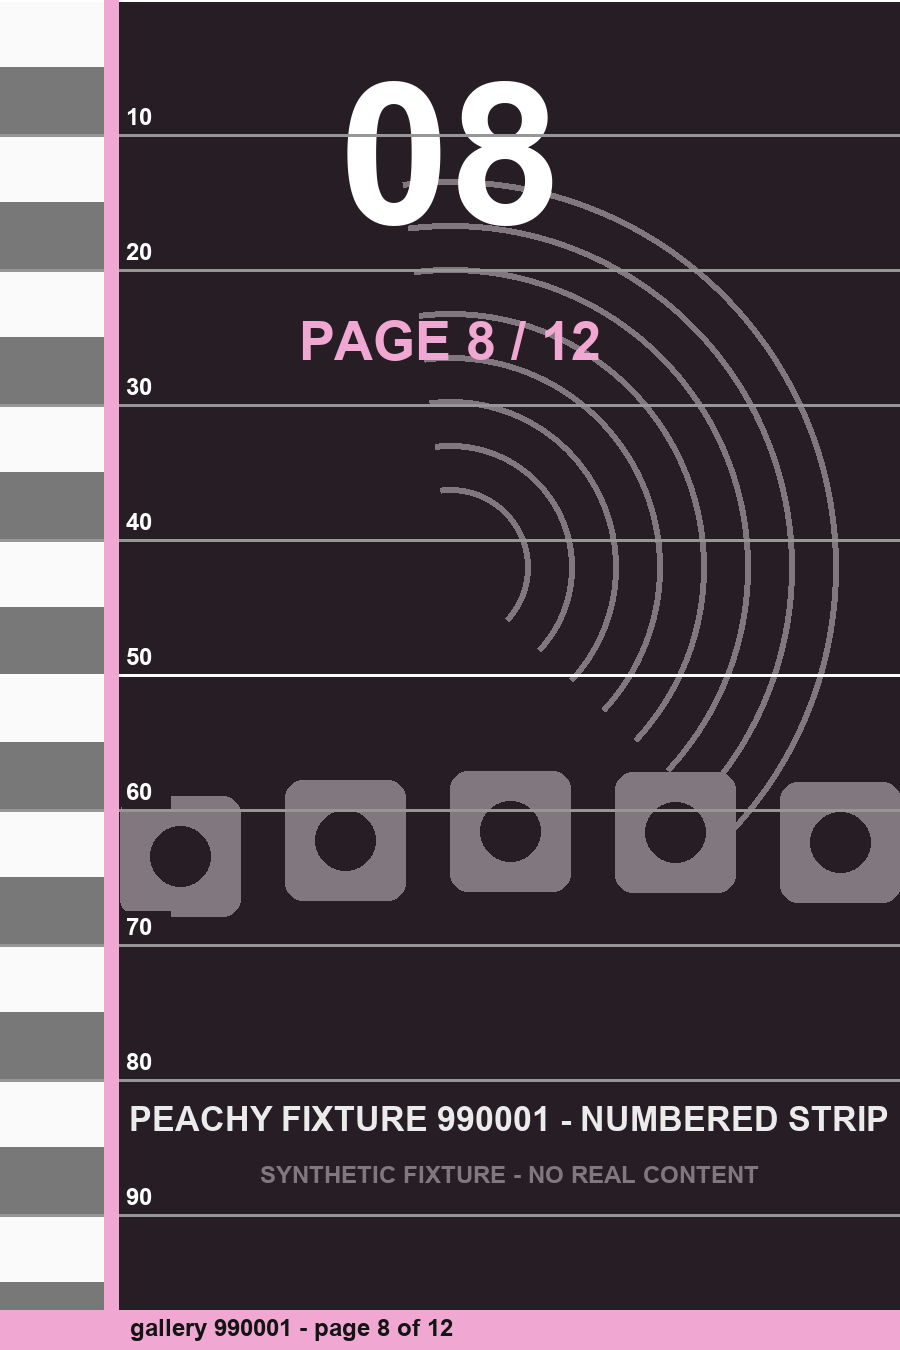 08
10
20
PAGE 8 / 12
30
40
50
60
70
80
PEACHY FIXTURE 990001 - NUMBERED STRIP
SYNTHETIC FIXTURE - NO REAL CONTENT
90
gallery 990001 - page 8 of 12